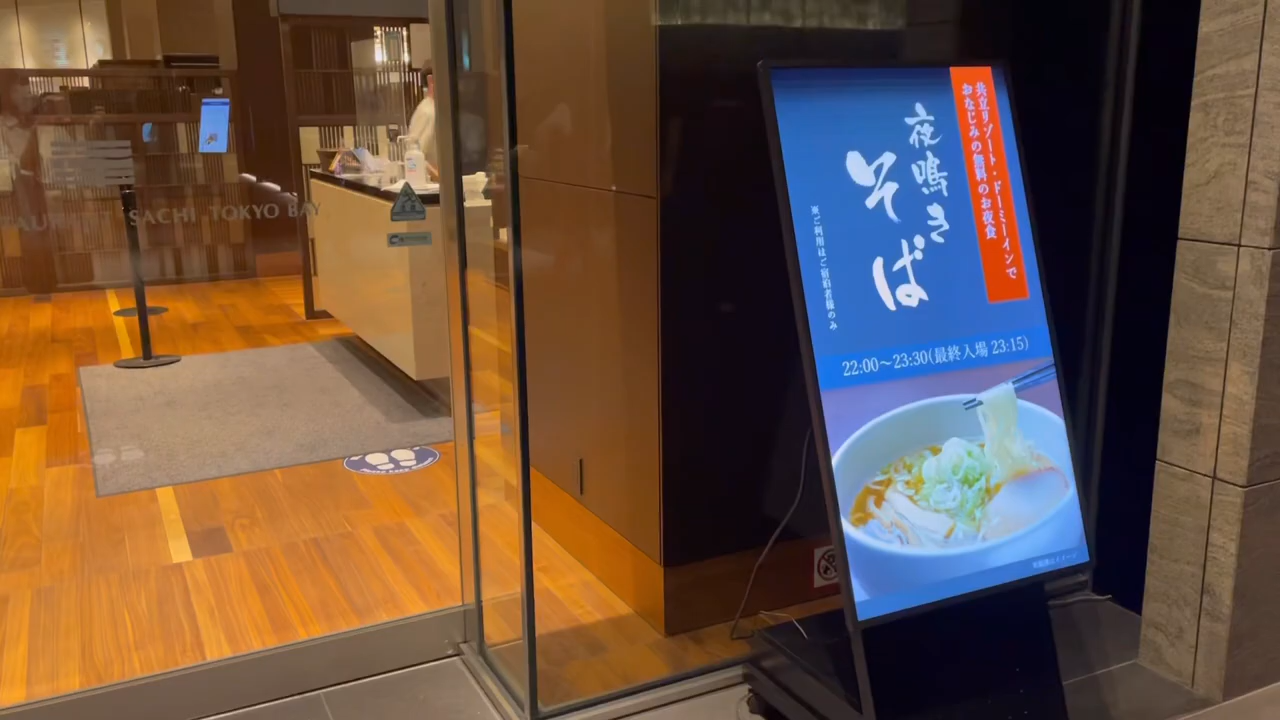 SACHI TOKYO BAY
共立リゾート・ドーミーインで
おなじみの無料のお夜食
夜鳴き
そば
※ご利用はご宿泊者様のみ
22:00～23:30(最終入場 23:15)